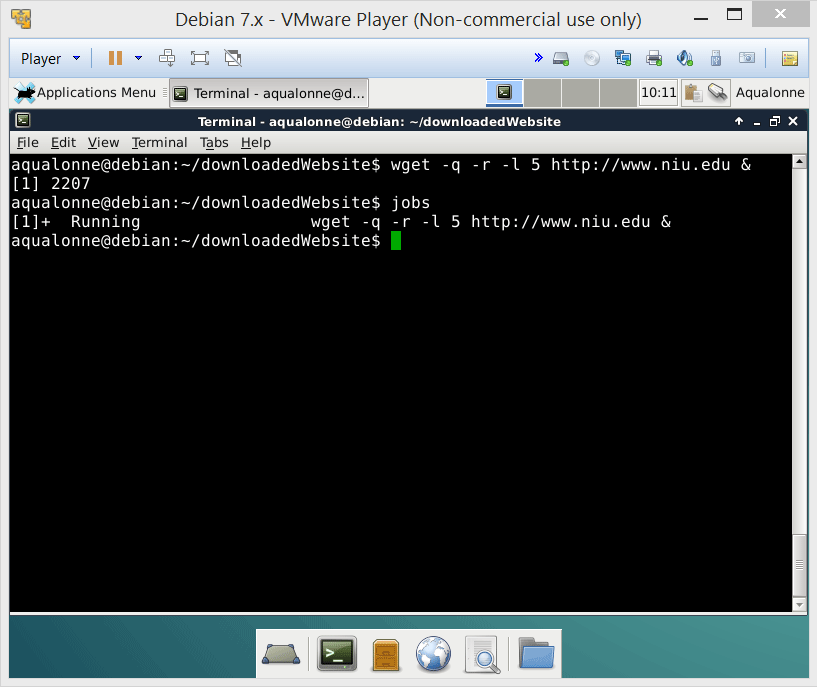 Debian 7.x - VMware Player (Non-commercial use only)
Player
Applications Menu Terminal - aqualonne@d... 10:11 Aqualonne
Terminal - aqualonne@debian: ~/downloadedWebsite
File Edit View Terminal Tabs Help
aqualonne@debian:~/downloadedWebsite$ wget -q -r -l 5 http://www.niu.edu &
[1] 2207
aqualonne@debian:~/downloadedWebsite$ jobs
[1]+  Running                 wget -q -r -l 5 http://www.niu.edu &
aqualonne@debian:~/downloadedWebsite$